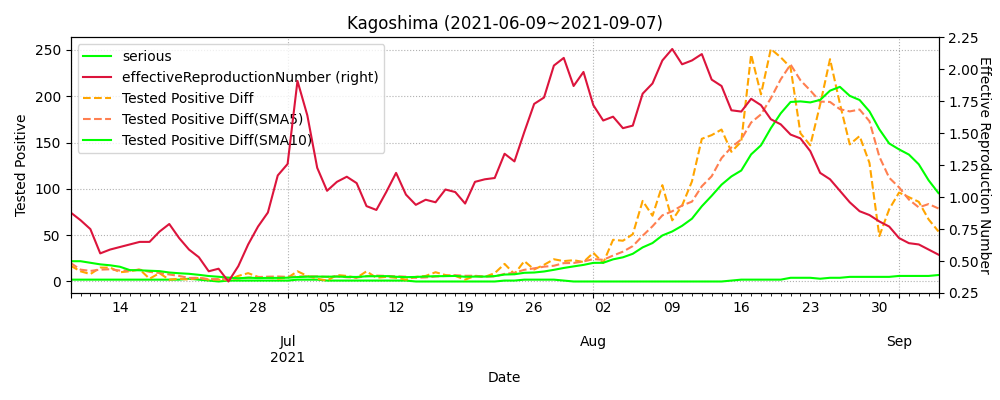 Kagoshima (2021-06-09~2021-09-07)
serious
effectiveReproductionNumber (right)
Tested Positive Diff
Tested Positive Diff(SMA5)
Tested Positive Diff(SMA10)
Tested Positive
250
200
150
100
50
0
2.25
2.00
1.75
1.50
1.25
1.00
0.75
0.50
0.25
Effective Reproduction Number
14 21 28 05 12 19 26 02 09 16 23 30
Jul Aug Sep
2021
Date